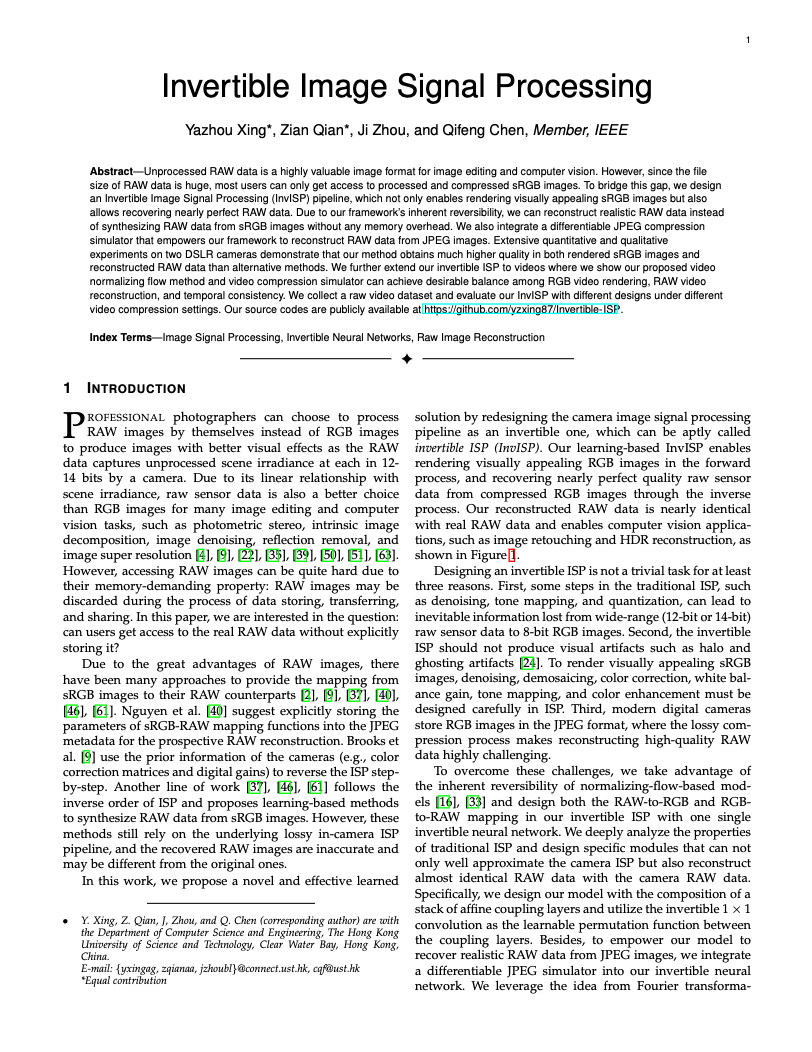 1
Invertible Image Signal Processing
Yazhou Xing*, Zian Qian*, Ji Zhou, and Qifeng Chen, Member, IEEE
Abstract—Unprocessed RAW data is a highly valuable image format for image editing and computer vision. However, since the file
size of RAW data is huge, most users can only get access to processed and compressed sRGB images. To bridge this gap, we design
an Invertible Image Signal Processing (InvISP) pipeline, which not only enables rendering visually appealing sRGB images but also
allows recovering nearly perfect RAW data. Due to our framework's inherent reversibility, we can reconstruct realistic RAW data instead
of synthesizing RAW data from sRGB images without any memory overhead. We also integrate a differentiable JPEG compression
simulator that empowers our framework to reconstruct RAW data from JPEG images. Extensive quantitative and qualitative
experiments on two DSLR cameras demonstrate that our method obtains much higher quality in both rendered sRGB images and
reconstructed RAW data than alternative methods. We further extend our invertible ISP to videos where we show our proposed video
normalizing flow method and video compression simulator can achieve desirable balance among RGB video rendering, RAW video
reconstruction, and temporal consistency. We collect a raw video dataset and evaluate our InvISP with different designs under different
video compression settings. Our source codes are publicly available at https://github.com/yzxing87/Invertible-ISP.
Index Terms—Image Signal Processing, Invertible Neural Networks, Raw Image Reconstruction
1 INTRODUCTION
PROFESSIONAL photographers can choose to process
RAW images by themselves instead of RGB images
to produce images with better visual effects as the RAW
data captures unprocessed scene irradiance at each in 12-
14 bits by a camera. Due to its linear relationship with
scene irradiance, raw sensor data is also a better choice
than RGB images for many image editing and computer
vision tasks, such as photometric stereo, intrinsic image
decomposition, image denoising, reflection removal, and
image super resolution [4], [9], [22], [35], [39], [50], [51], [63].
However, accessing RAW images can be quite hard due to
their memory-demanding property: RAW images may be
discarded during the process of data storing, transferring,
and sharing. In this paper, we are interested in the question:
can users get access to the real RAW data without explicitly
storing it?
Due to the great advantages of RAW images, there
have been many approaches to provide the mapping from
sRGB images to their RAW counterparts [2], [9], [37], [40],
[46], [61]. Nguyen et al. [40] suggest explicitly storing the
parameters of sRGB-RAW mapping functions into the JPEG
metadata for the prospective RAW reconstruction. Brooks et
al. [9] use the prior information of the cameras (e.g., color
correction matrices and digital gains) to reverse the ISP step-
by-step. Another line of work [37], [46], [61] follows the
inverse order of ISP and proposes learning-based methods
to synthesize RAW data from sRGB images. However, these
methods still rely on the underlying lossy in-camera ISP
pipeline, and the recovered RAW images are inaccurate and
may be different from the original ones.
In this work, we propose a novel and effective learned
• Y. Xing, Z. Qian, J, Zhou, and Q. Chen (corresponding author) are with
the Department of Computer Science and Engineering, The Hong Kong
University of Science and Technology, Clear Water Bay, Hong Kong,
China.
E-mail: {yxingag, zqianaa, jzhoubl}@connect.ust.hk, cqf@ust.hk
*Equal contribution
solution by redesigning the camera image signal processing
pipeline as an invertible one, which can be aptly called
invertible ISP (InvISP). Our learning-based InvISP enables
rendering visually appealing RGB images in the forward
process, and recovering nearly perfect quality raw sensor
data from compressed RGB images through the inverse
process. Our reconstructed RAW data is nearly identical
with real RAW data and enables computer vision applica-
tions, such as image retouching and HDR reconstruction, as
shown in Figure 1.
Designing an invertible ISP is not a trivial task for at least
three reasons. First, some steps in the traditional ISP, such
as denoising, tone mapping, and quantization, can lead to
inevitable information lost from wide-range (12-bit or 14-bit)
raw sensor data to 8-bit RGB images. Second, the invertible
ISP should not produce visual artifacts such as halo and
ghosting artifacts [24]. To render visually appealing sRGB
images, denoising, demosaicing, color correction, white bal-
ance gain, tone mapping, and color enhancement must be
designed carefully in ISP. Third, modern digital cameras
store RGB images in the JPEG format, where the lossy com-
pression process makes reconstructing high-quality RAW
data highly challenging.
To overcome these challenges, we take advantage of
the inherent reversibility of normalizing-flow-based mod-
els [16], [33] and design both the RAW-to-RGB and RGB-
to-RAW mapping in our invertible ISP with one single
invertible neural network. We deeply analyze the properties
of traditional ISP and design specific modules that can not
only well approximate the camera ISP but also reconstruct
almost identical RAW data with the camera RAW data.
Specifically, we design our model with the composition of a
stack of affine coupling layers and utilize the invertible 1 × 1
convolution as the learnable permutation function between
the coupling layers. Besides, to empower our model to
recover realistic RAW data from JPEG images, we integrate
a differentiable JPEG simulator into our invertible neural
network. We leverage the idea from Fourier transforma-